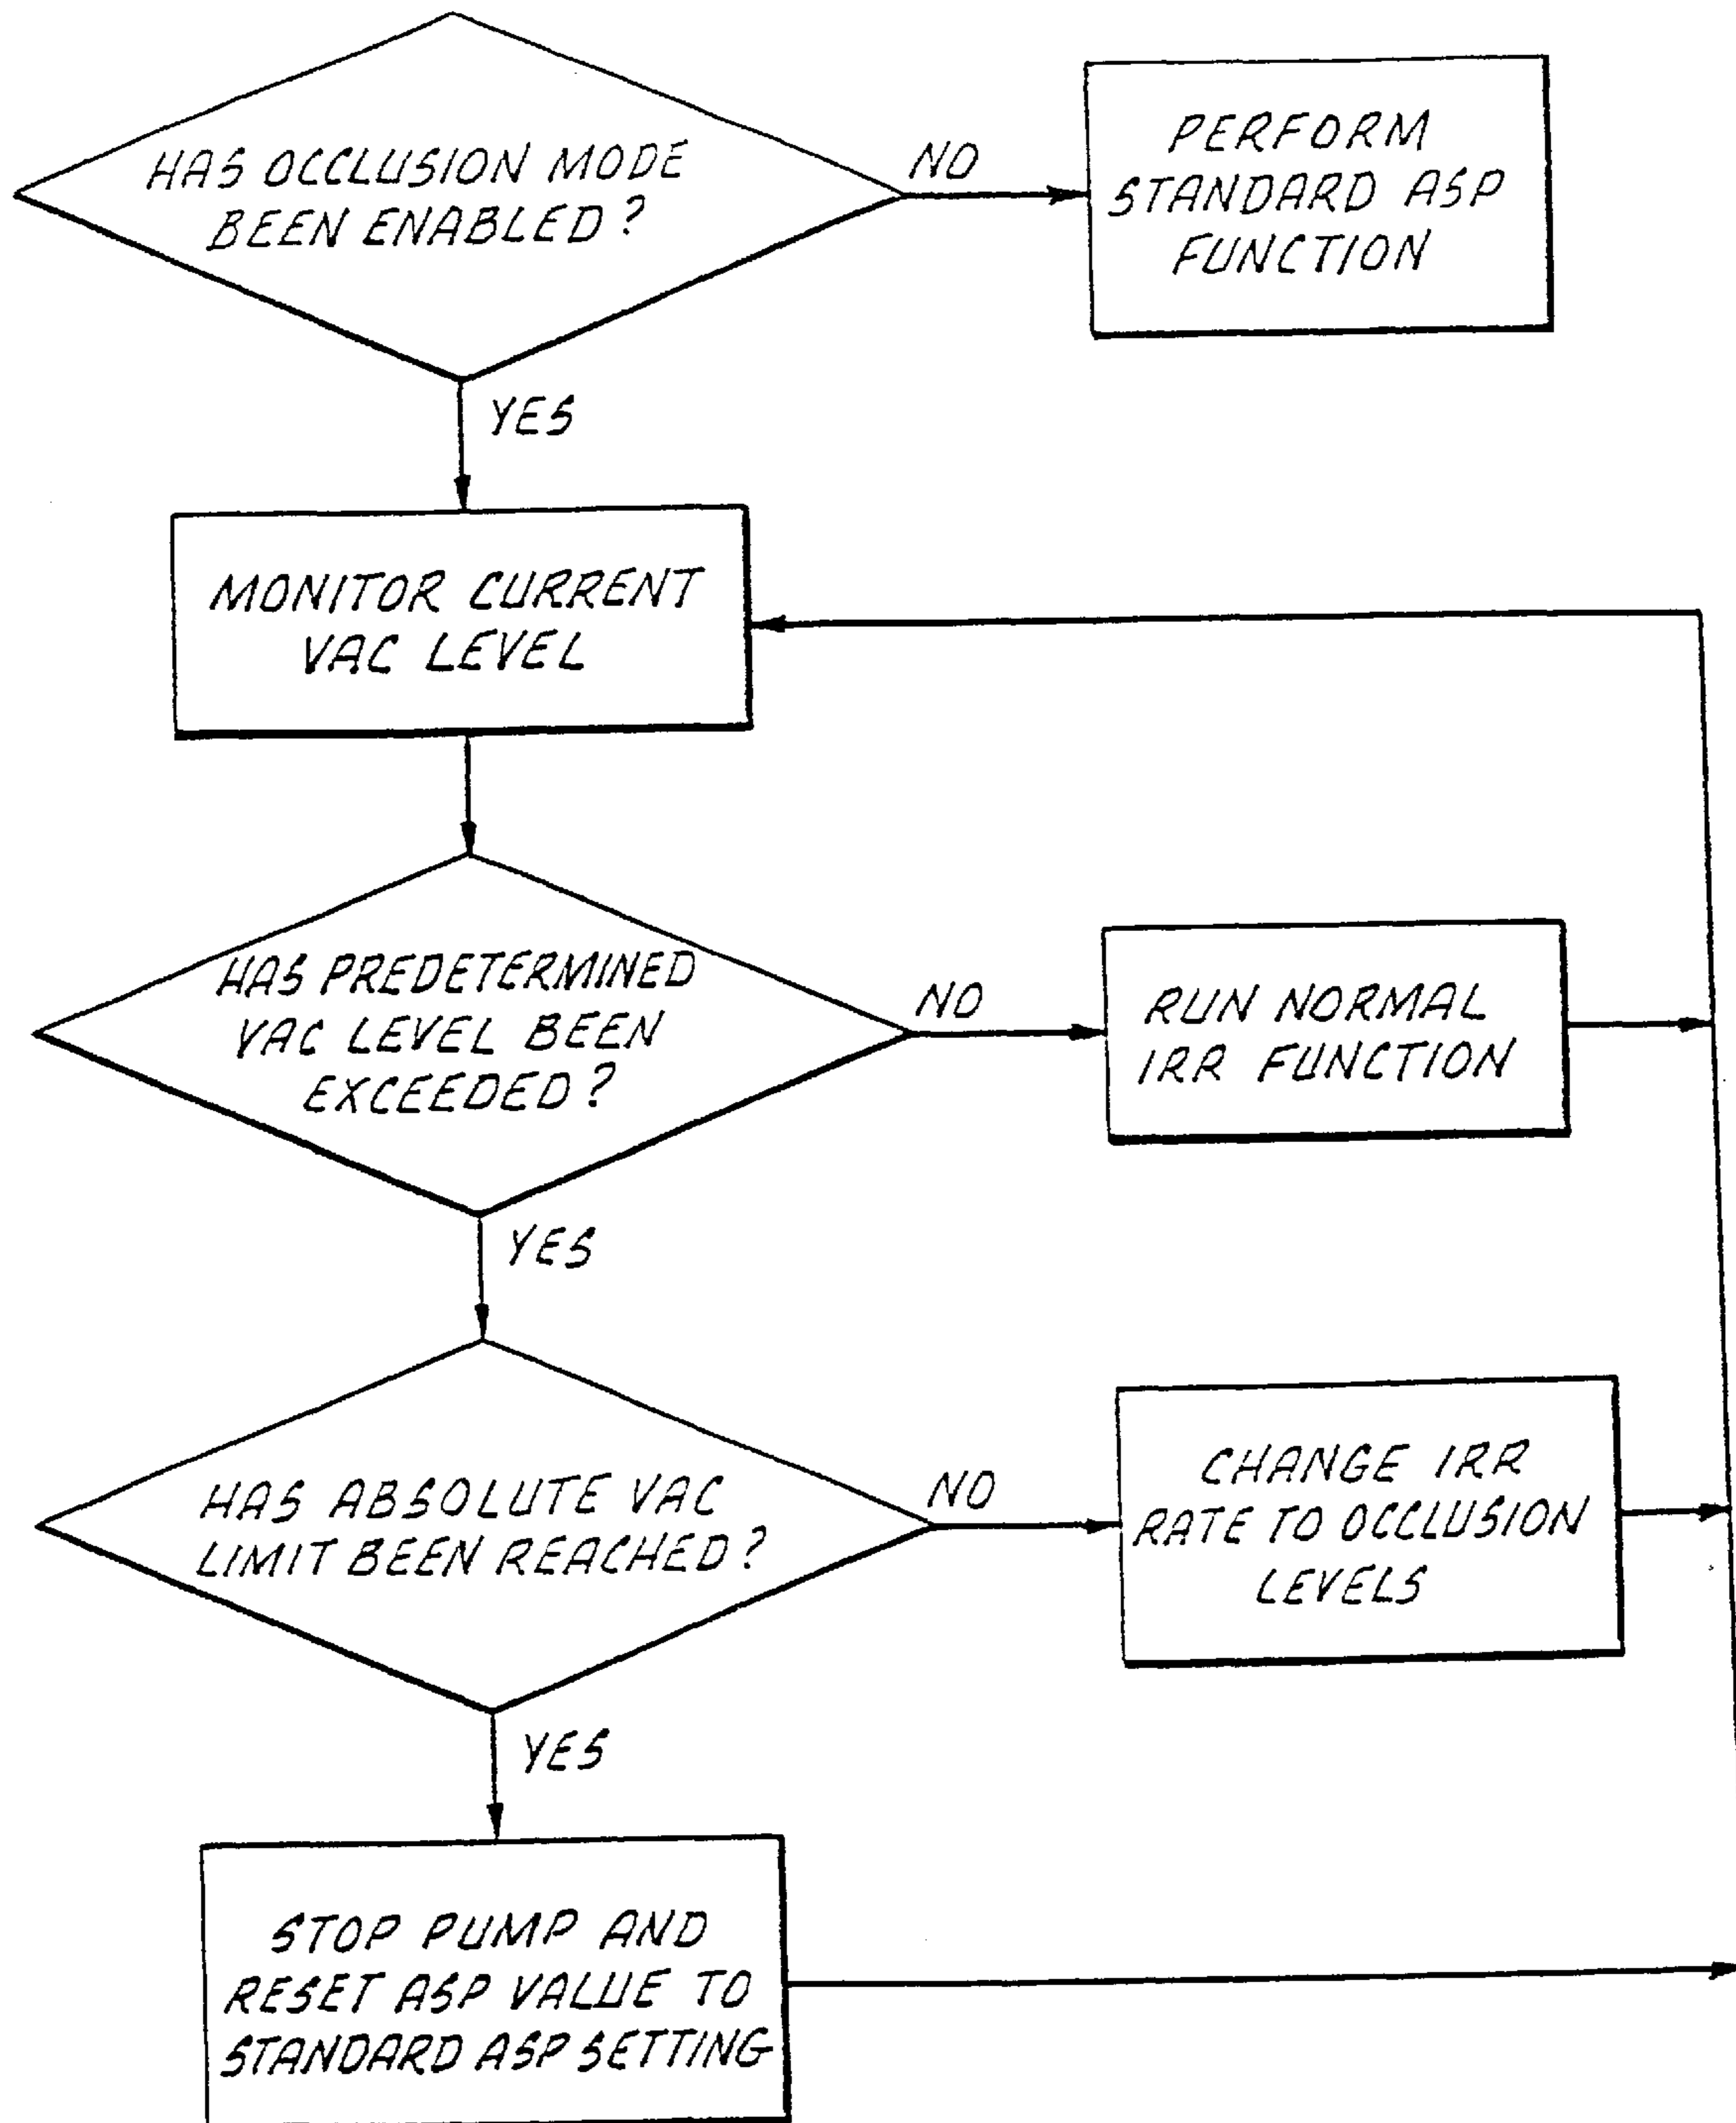 HAS OCCLUSION MODE
BEEN ENABLED?
NO
PERFORM
STANDARD ASP
FUNCTION
YES
MONITOR CURRENT
VAC LEVEL
HAS PREDETERMINED
VAC LEVEL BEEN
EXCEEDED?
NO
RUN NORMAL
IRR FUNCTION
YES
HAS ABSOLUTE VAC
LIMIT BEEN REACHED?
NO
CHANGE IRR
RATE TO OCCLUSION
LEVELS
YES
STOP PUMP AND
RESET ASP VALUE TO
STANDARD ASP SETTING